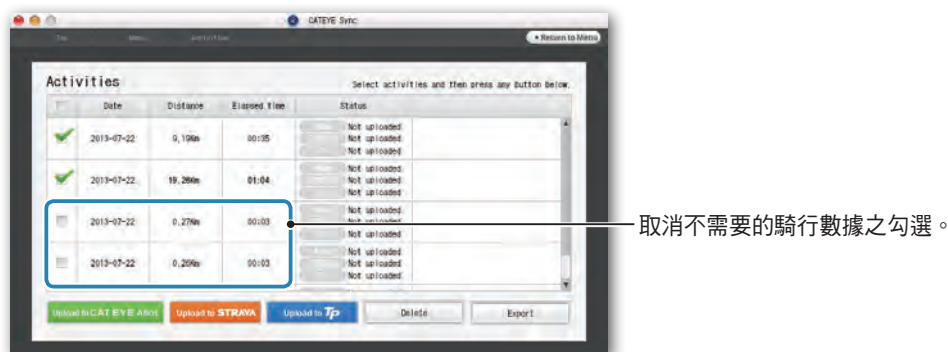 CATEYE Sync
Top Menu Activities
Return to Menu
Activities
Select activities and then press any button below.
Date Distance Elapsed time Status
2013-07-22 9.19Km 00:35 Not uploaded
Not uploaded
Not uploaded
2013-07-22 19.26Km 01:04 Not uploaded
Not uploaded
Not uploaded
2013-07-22 0.27Km 00:03 Not uploaded
Not uploaded
Not uploaded
取消不需要的騎行數據之勾選。
2013-07-22 0.26Km 00:03 Not uploaded
Not uploaded
Not uploaded
Upload to CAT EYE Atlas Upload to STRAVA Upload to Tp Delete Export